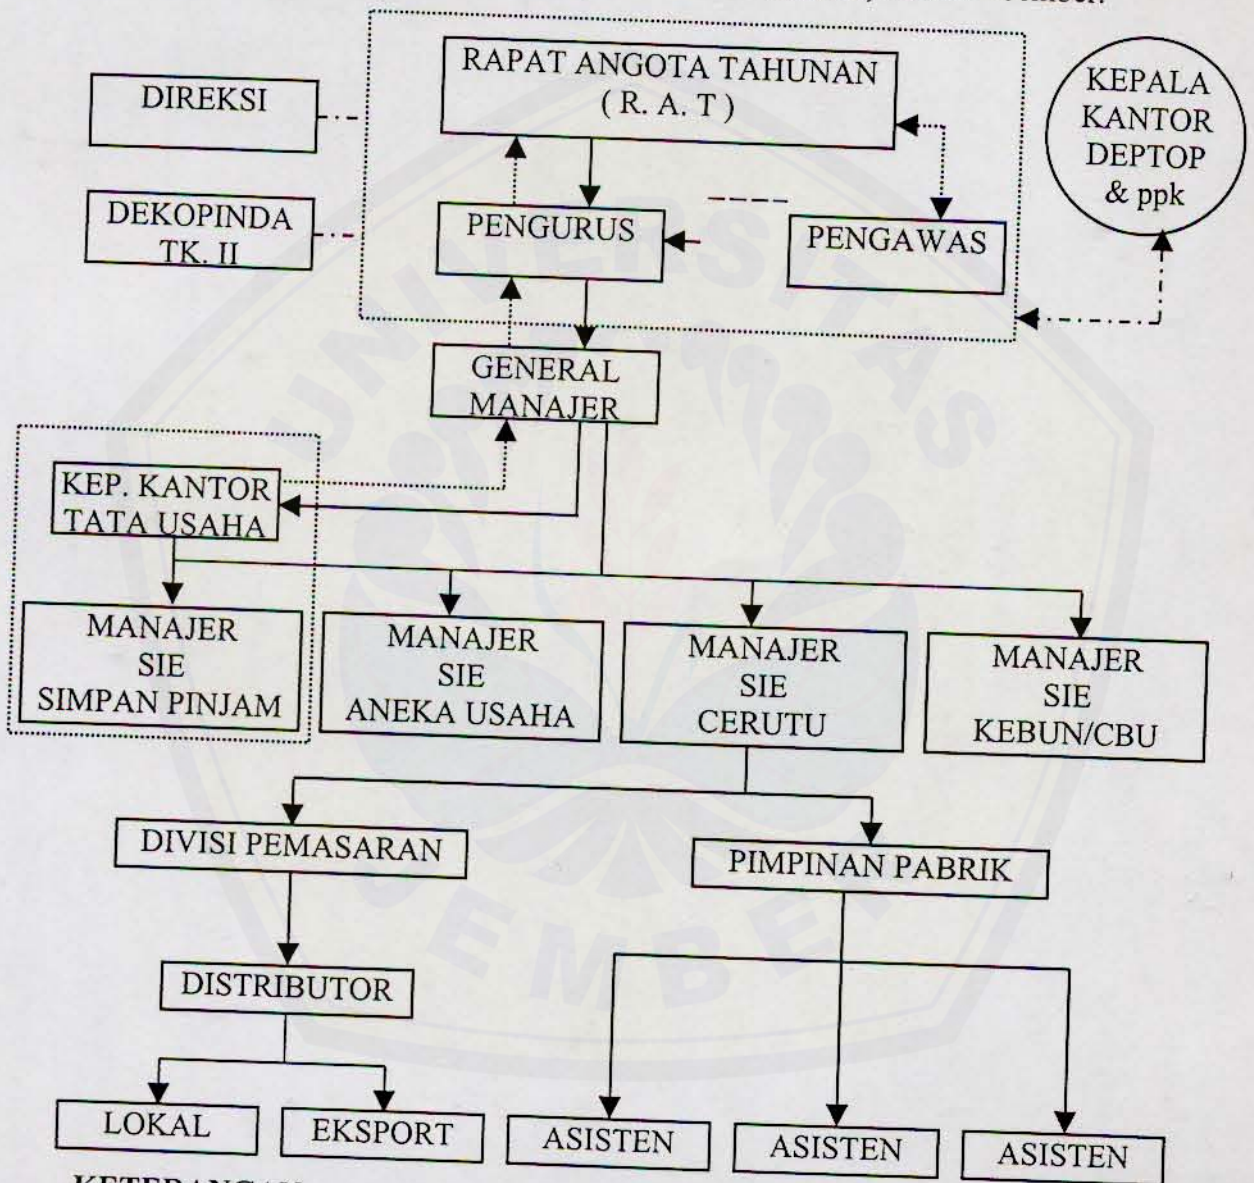 RAPAT ANGOTA TAHUNAN
( R. A. T )
DIREKSI
KEPALA
KANTOR
DEPTOP
& ppk
DEKOPINDA
TK. II
PENGURUS
PENGAWAS
GENERAL
MANAJER
KEP. KANTOR
TATA USAHA
MANAJER
SIE
SIMPAN PINJAM
MANAJER
SIE
ANEKA USAHA
MANAJER
SIE
CERUTU
MANAJER
SIE
KEBUN/CBU
DIVISI PEMASARAN
PIMPINAN PABRIK
DISTRIBUTOR
LOKAL
EKSPORT
ASISTEN
ASISTEN
ASISTEN
UNIVERSITAS
JEMBER